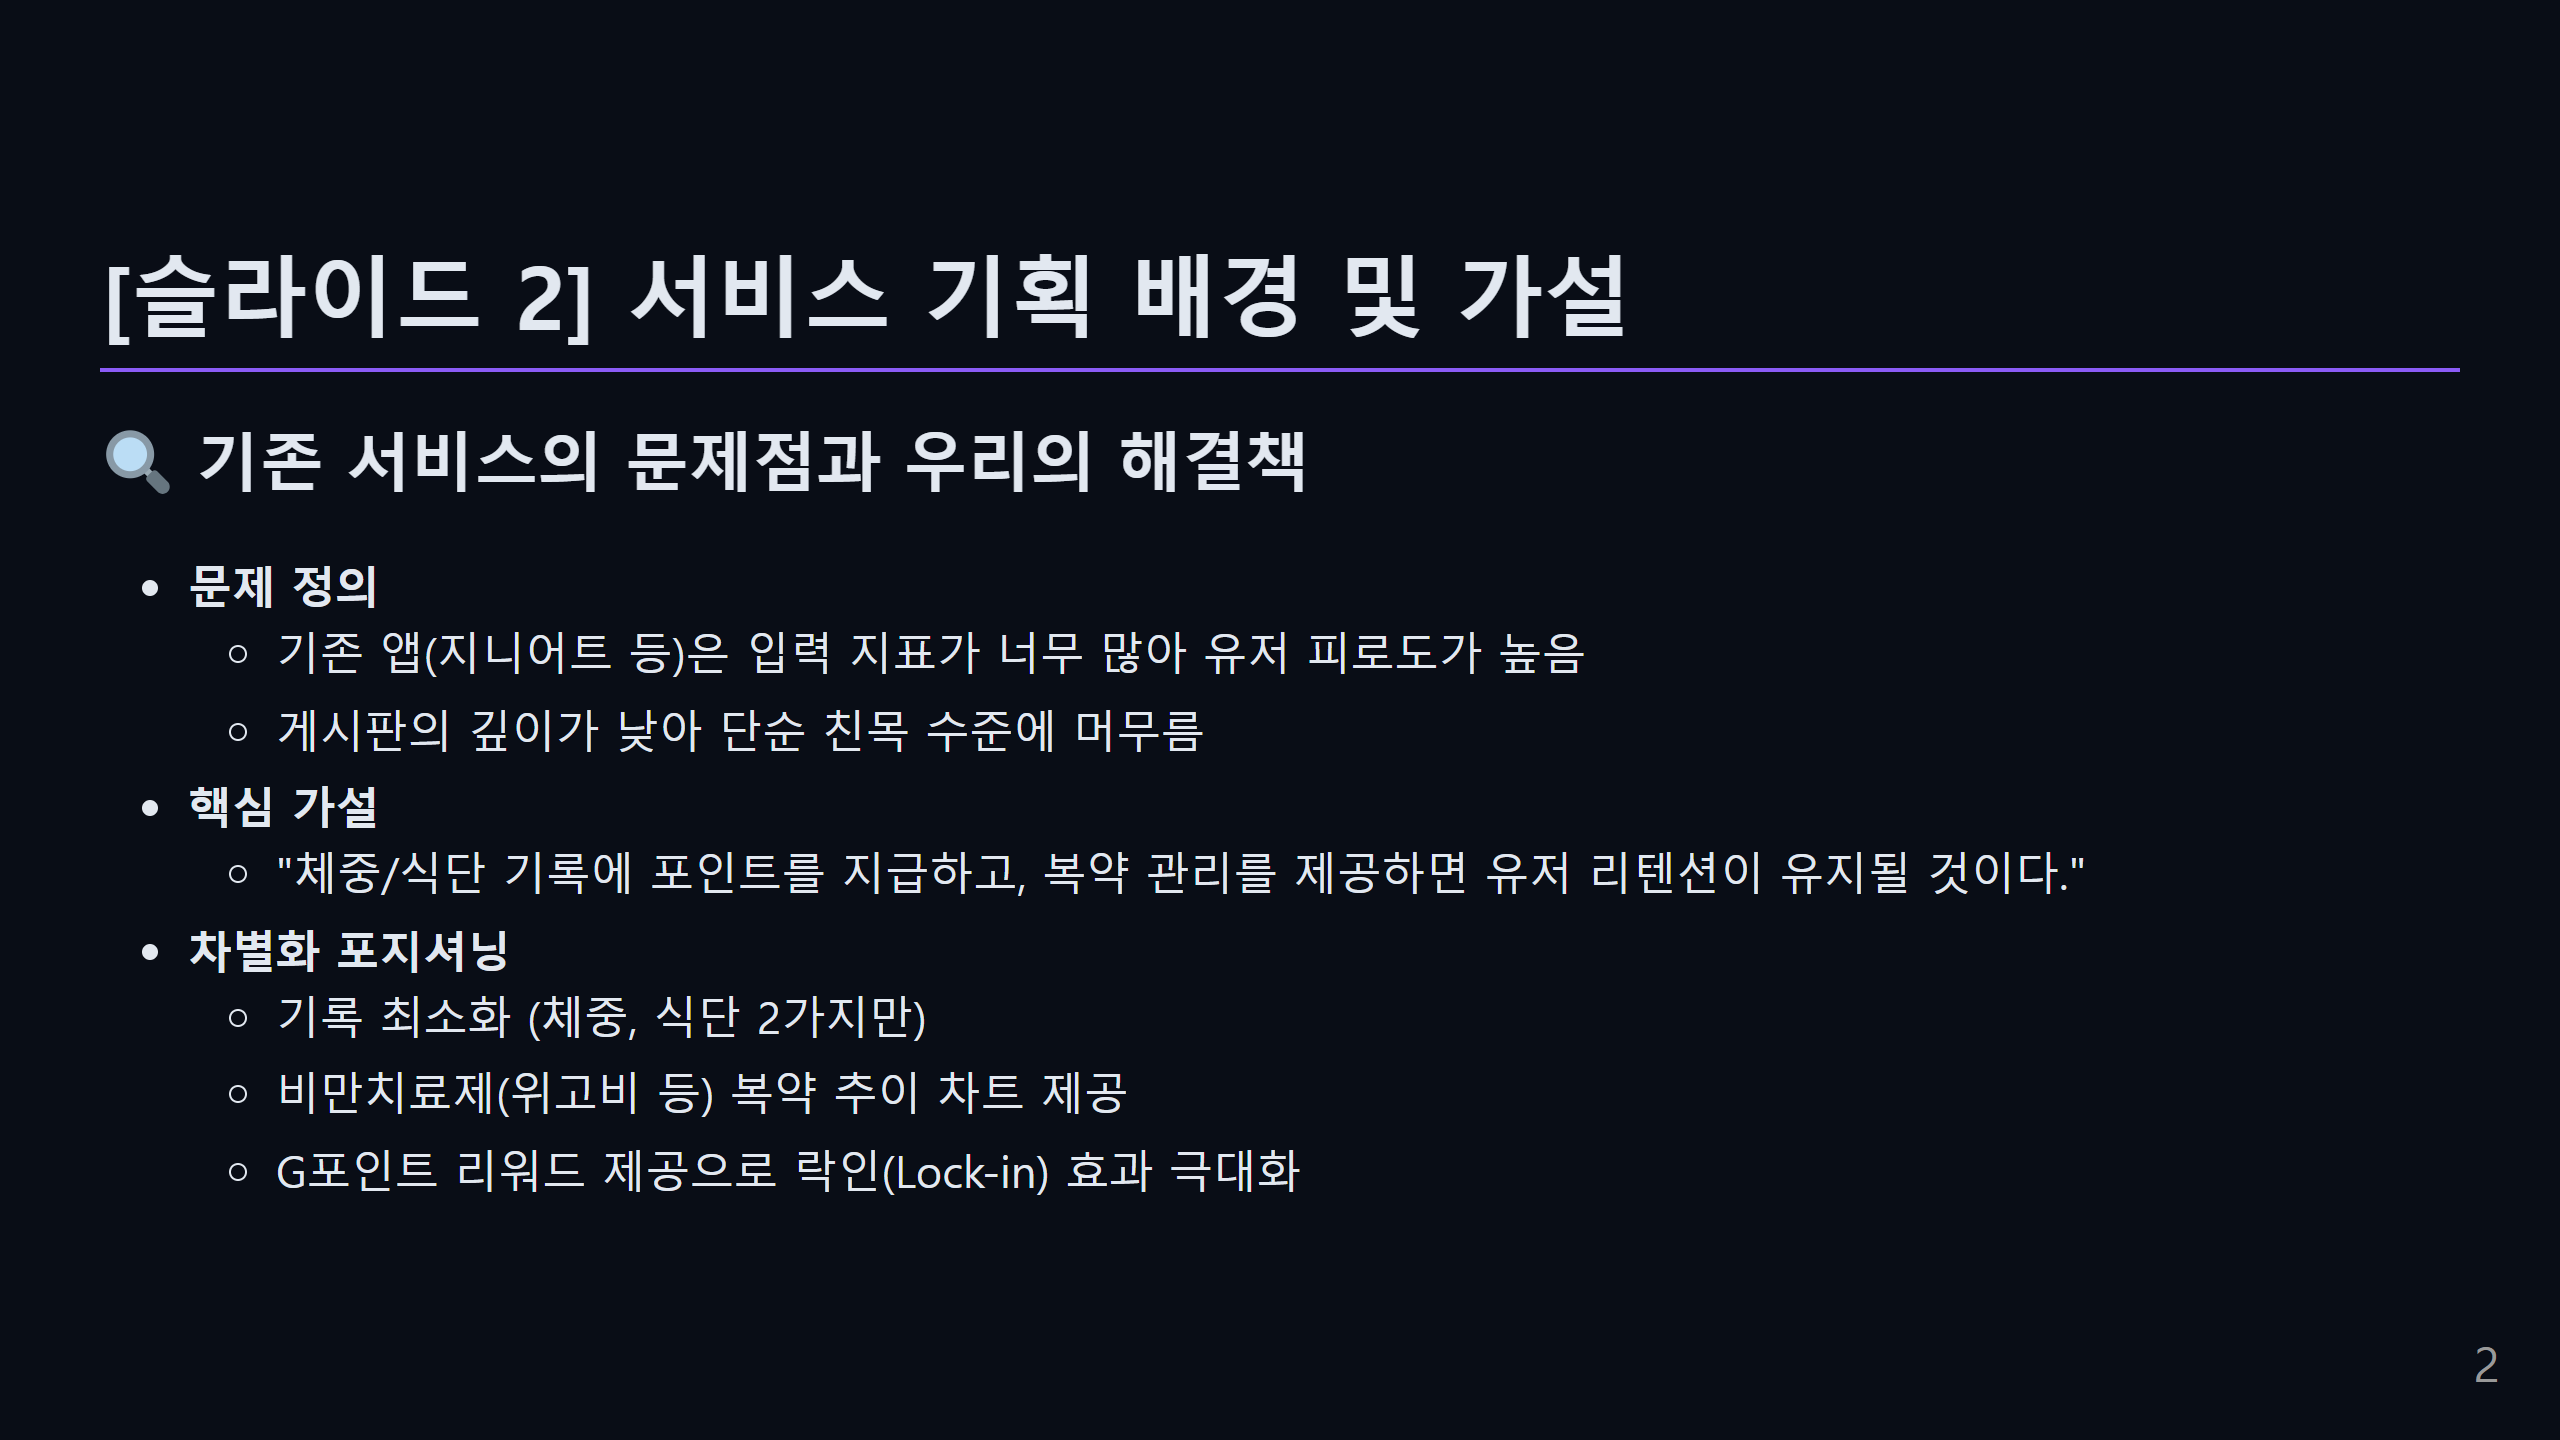 [슬라이드 2] 서비스 기획 배경 및 가설
🔍 기존 서비스의 문제점과 우리의 해결책
• 문제 정의
◦ 기존 앱(지니어트 등)은 입력 지표가 너무 많아 유저 피로도가 높음
◦ 게시판의 깊이가 낮아 단순 친목 수준에 머무름
• 핵심 가설
◦ "체중/식단 기록에 포인트를 지급하고, 복약 관리를 제공하면 유저 리텐션이 유지될 것이다."
• 차별화 포지셔닝
◦ 기록 최소화 (체중, 식단 2가지만)
◦ 비만치료제(위고비 등) 복약 추이 차트 제공
◦ G포인트 리워드 제공으로 락인(Lock-in) 효과 극대화
2